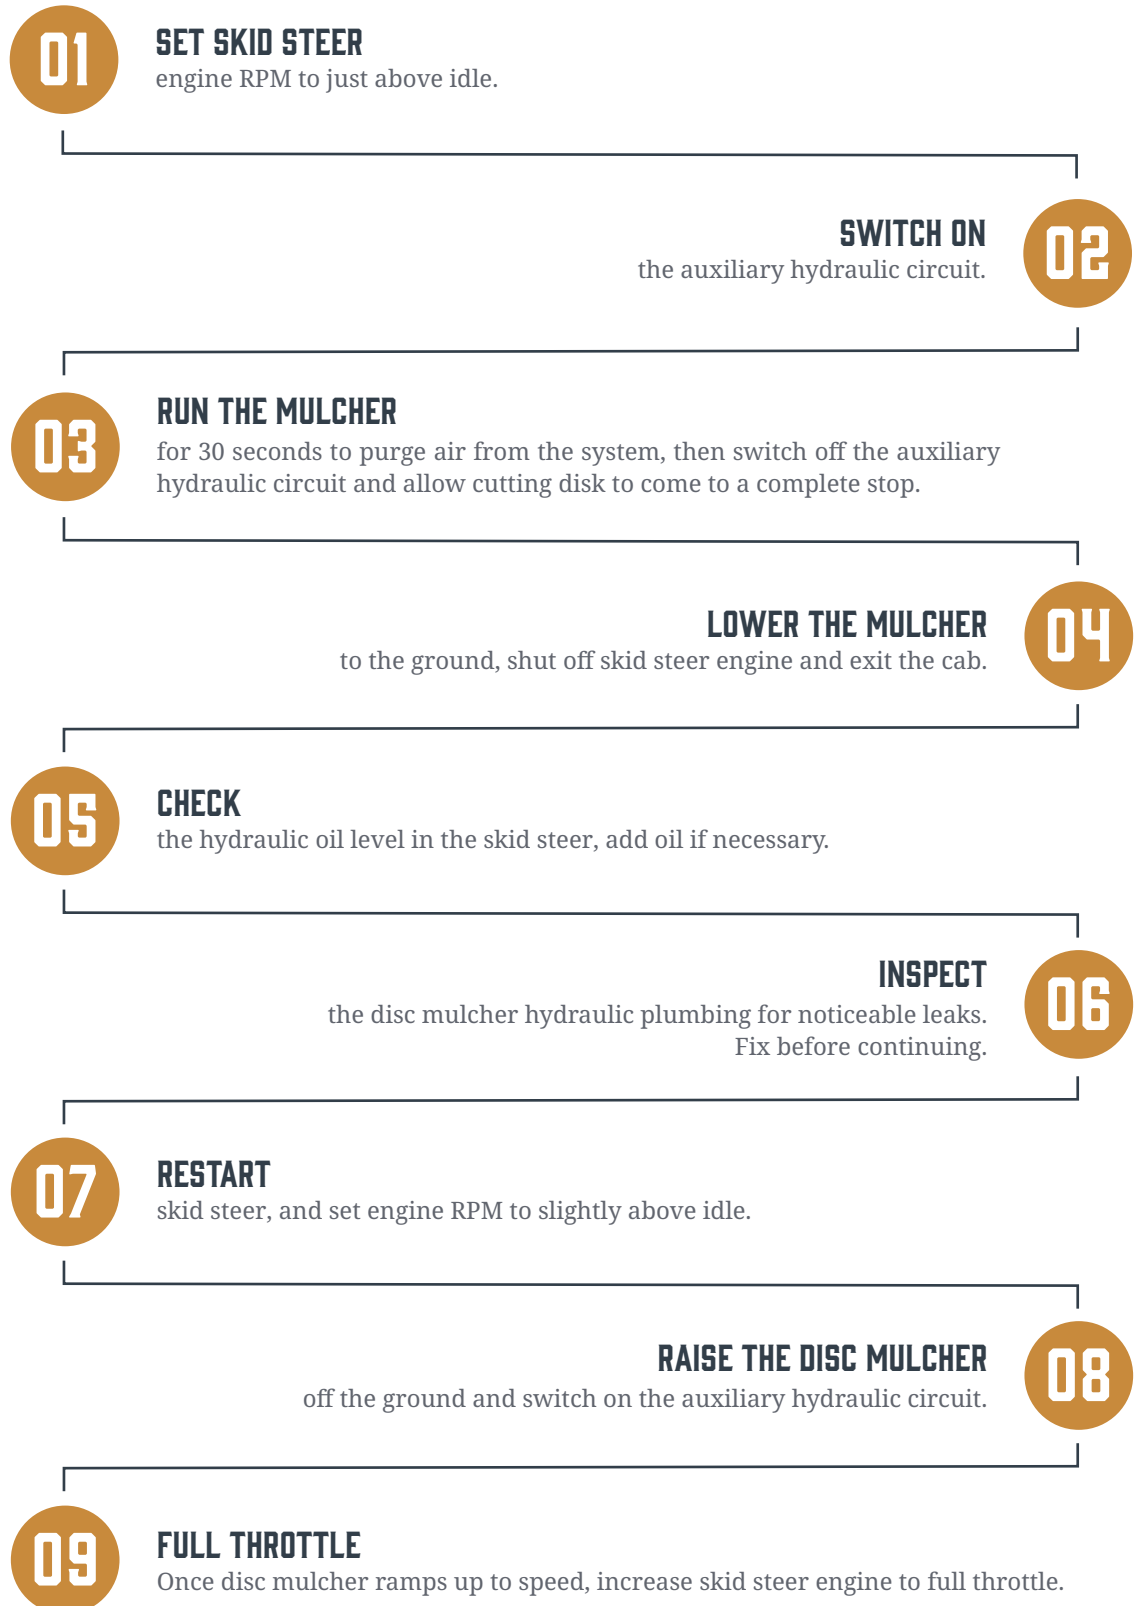 01
SET SKID STEER
engine RPM to just above idle.
02
SWITCH ON
the auxiliary hydraulic circuit.
03
RUN THE MULCHER
for 30 seconds to purge air from the system, then switch off the auxiliary
hydraulic circuit and allow cutting disk to come to a complete stop.
04
LOWER THE MULCHER
to the ground, shut off skid steer engine and exit the cab.
05
CHECK
the hydraulic oil level in the skid steer, add oil if necessary.
06
INSPECT
the disc mulcher hydraulic plumbing for noticeable leaks.
Fix before continuing.
07
RESTART
skid steer, and set engine RPM to slightly above idle.
08
RAISE THE DISC MULCHER
off the ground and switch on the auxiliary hydraulic circuit.
09
FULL THROTTLE
Once disc mulcher ramps up to speed, increase skid steer engine to full throttle.